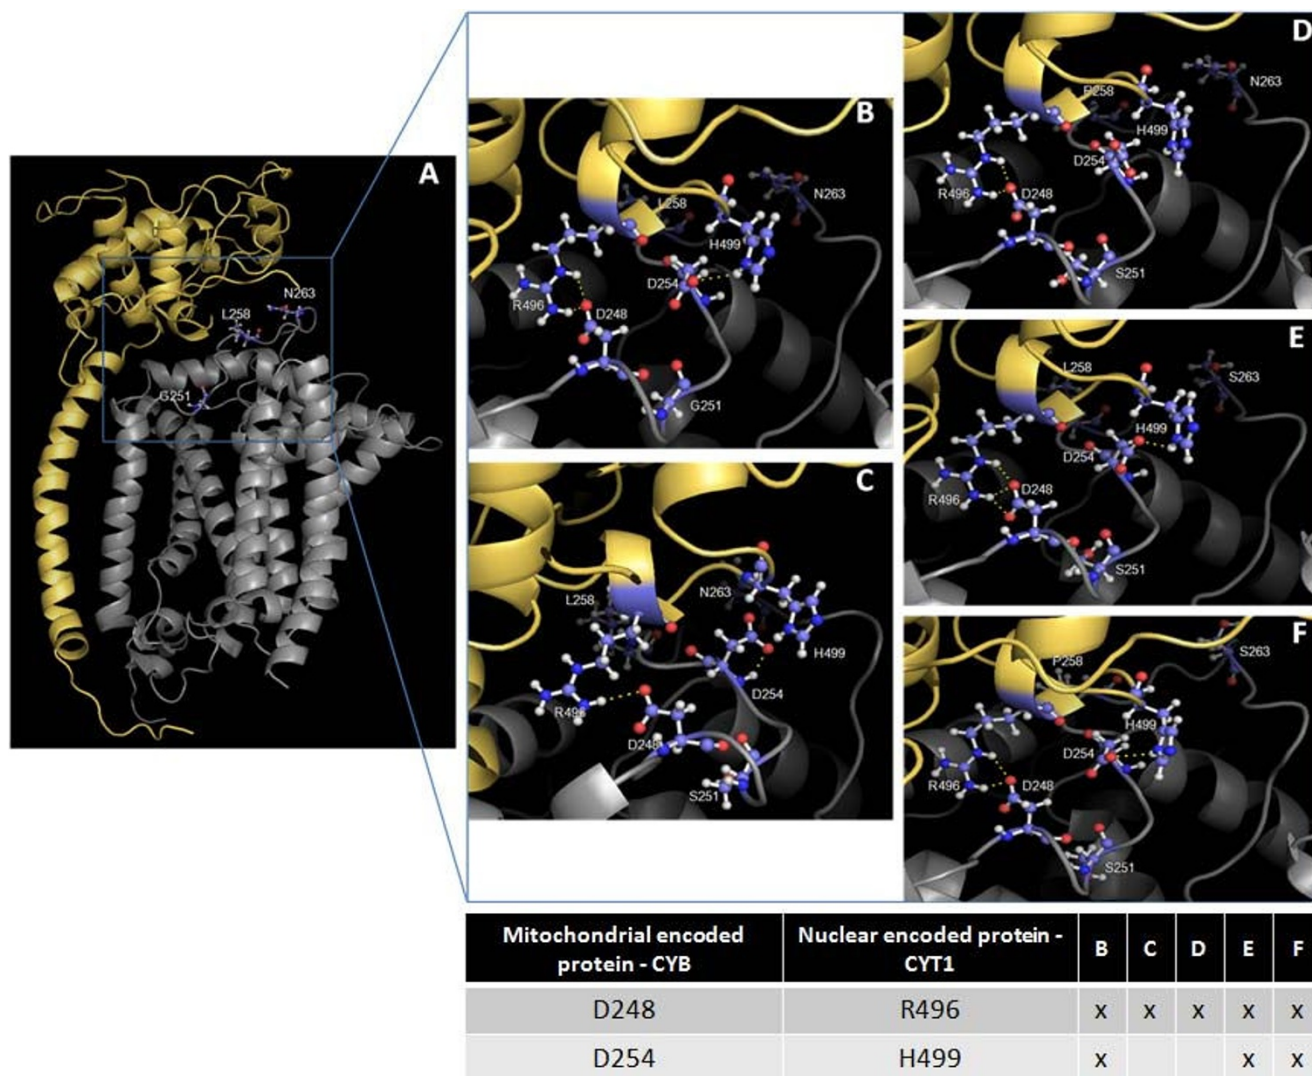 A
N263
L258
G251
B
L258
N263
H499
D254
R496
D248
G251
C
L258
N263
H499
D254
R496
D248
S251
D
N263
P258
H499
D254
R496
D248
S251
E
L258
S263
H499
D254
D248
R496
S251
F
S263
P258
H499
D254
R496
D248
S251
Mitochondrial encoded
protein - CYB
Nuclear encoded protein -
CYT1
B C D E F
D248 R496 x x x x x
D254 H499 x x x